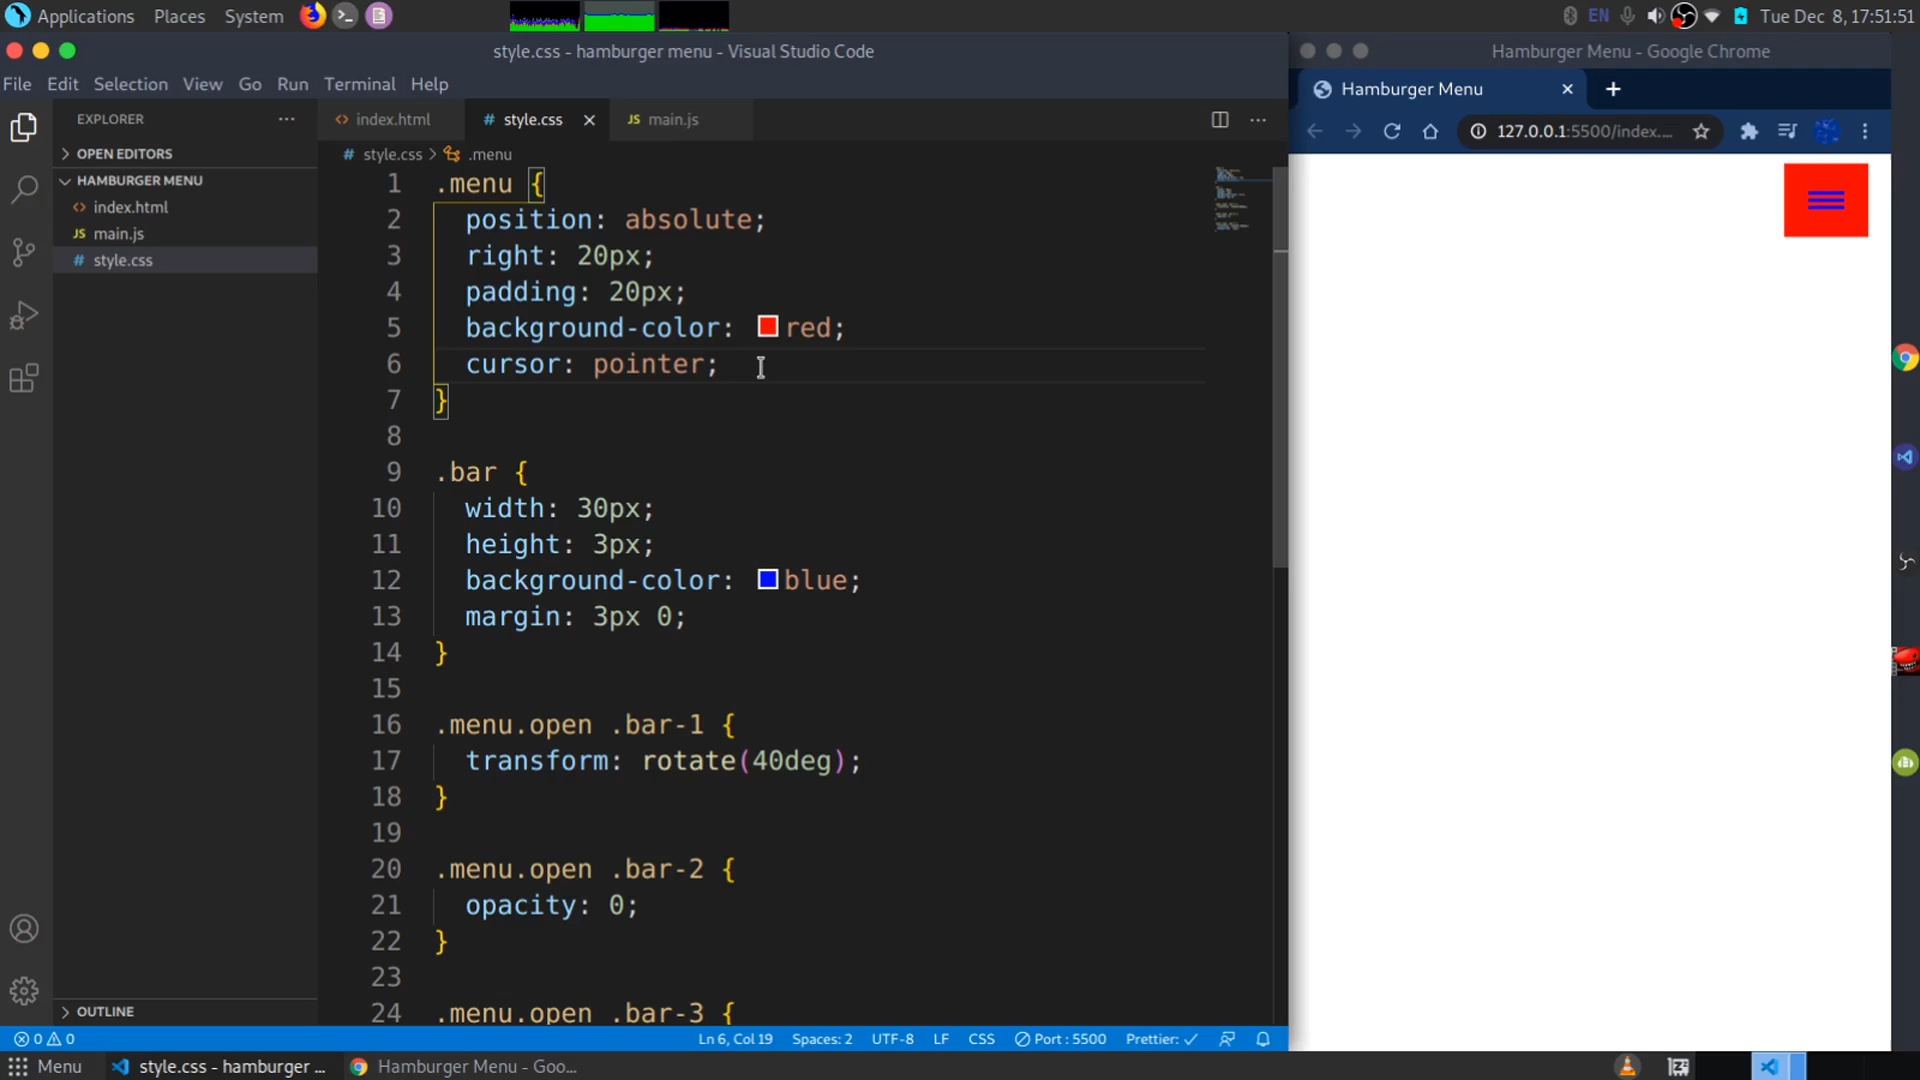 Applications Places System EN Tue Dec 8, 17:51:51
style.css - hamburger menu - Visual Studio Code
Hamburger Menu - Google Chrome
File Edit Selection View Go Run Terminal Help
Hamburger Menu
EXPLORER
index.html style.css JS main.js
127.0.0.1:5500/index....
OPEN EDITORS
style.css > .menu
HAMBURGER MENU
index.html
JS main.js
# style.css
1 .menu {
2 position: absolute;
3 right: 20px;
4 padding: 20px;
5 background-color: red;
6 cursor: pointer;
7 }
8
9 .bar {
10 width: 30px;
11 height: 3px;
12 background-color: blue;
13 margin: 3px 0;
14 }
15
16 .menu.open .bar-1 {
17 transform: rotate(40deg);
18 }
19
20 .menu.open .bar-2 {
21 opacity: 0;
22 }
23
24 .menu.open .bar-3 {
OUTLINE
0 0 Ln 6, Col 19 Spaces: 2 UTF-8 LF CSS Port : 5500 Prettier: ✓
Menu style.css - hamburger ... Hamburger Menu - Goo...